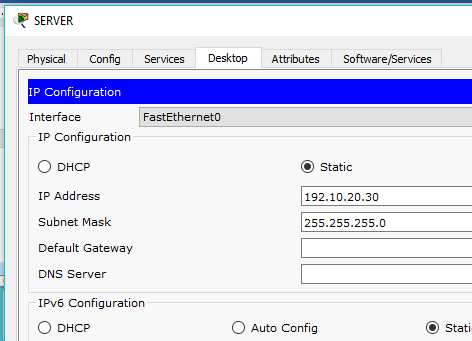 SERVER
Physical Config Services Desktop Attributes Software/Services
IP Configuration
Interface FastEthernet0
IP Configuration
DHCP Static
IP Address 192.10.20.30
Subnet Mask 255.255.255.0
Default Gateway
DNS Server
IPv6 Configuration
DHCP Auto Config